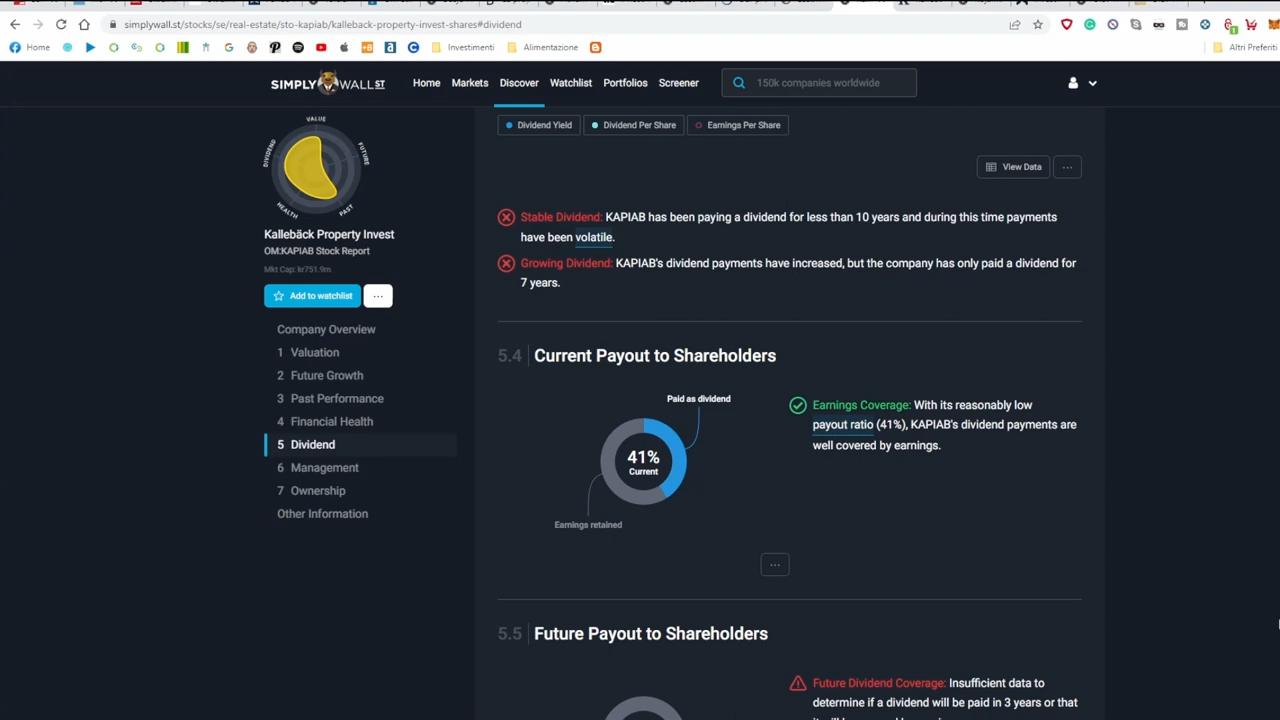 simplywall.st/stocks/se/real-estate/sto-kapiab/kalleback-property-invest-shares#dividend
Home
Investimenti
Alimentazione
Altri Preferiti
SIMPLY WALL ST
Home
Markets
Discover
Watchlist
Portfolios
Screener
150k companies worldwide
VALUE
FUTURE
PAST
HEALTH
DIVIDEND
Kallebäck Property Invest
OM:KAPIAB Stock Report
Mkt Cap: kr751.9m
Add to watchlist
...
Company Overview
1 Valuation
2 Future Growth
3 Past Performance
4 Financial Health
5 Dividend
6 Management
7 Ownership
Other Information
Dividend Yield
Dividend Per Share
Earnings Per Share
View Data
...
Stable Dividend: KAPIAB has been paying a dividend for less than 10 years and during this time payments
have been volatile.
Growing Dividend: KAPIAB's dividend payments have increased, but the company has only paid a dividend for
7 years.
5.4 Current Payout to Shareholders
Paid as dividend
41%
Current
Earnings retained
Earnings Coverage: With its reasonably low
payout ratio (41%), KAPIAB's dividend payments are
well covered by earnings.
...
5.5 Future Payout to Shareholders
Future Dividend Coverage: Insufficient data to
determine if a dividend will be paid in 3 years or that